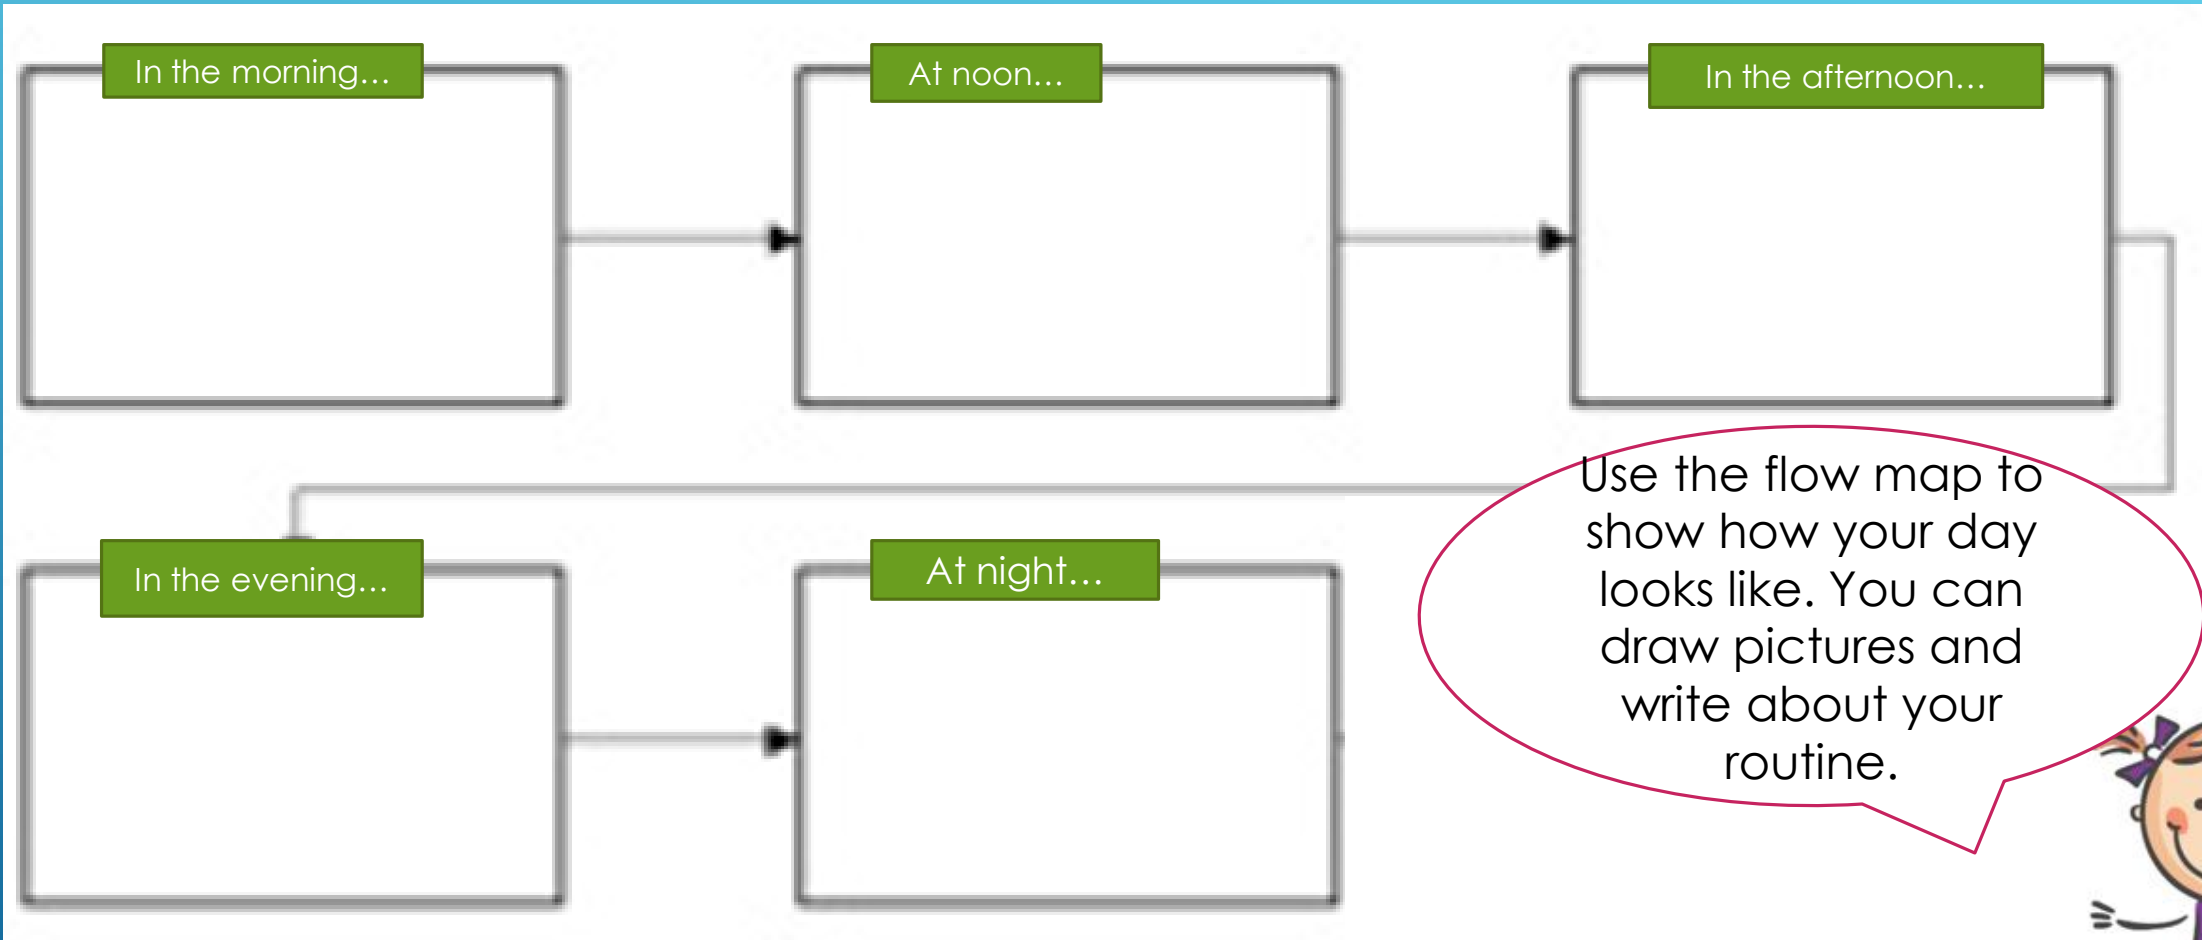 In the morning...
At noon...
In the afternoon...
In the evening...
At night...
Use the flow map to
show how your day
looks like. You can
draw pictures and
write about your
routine.